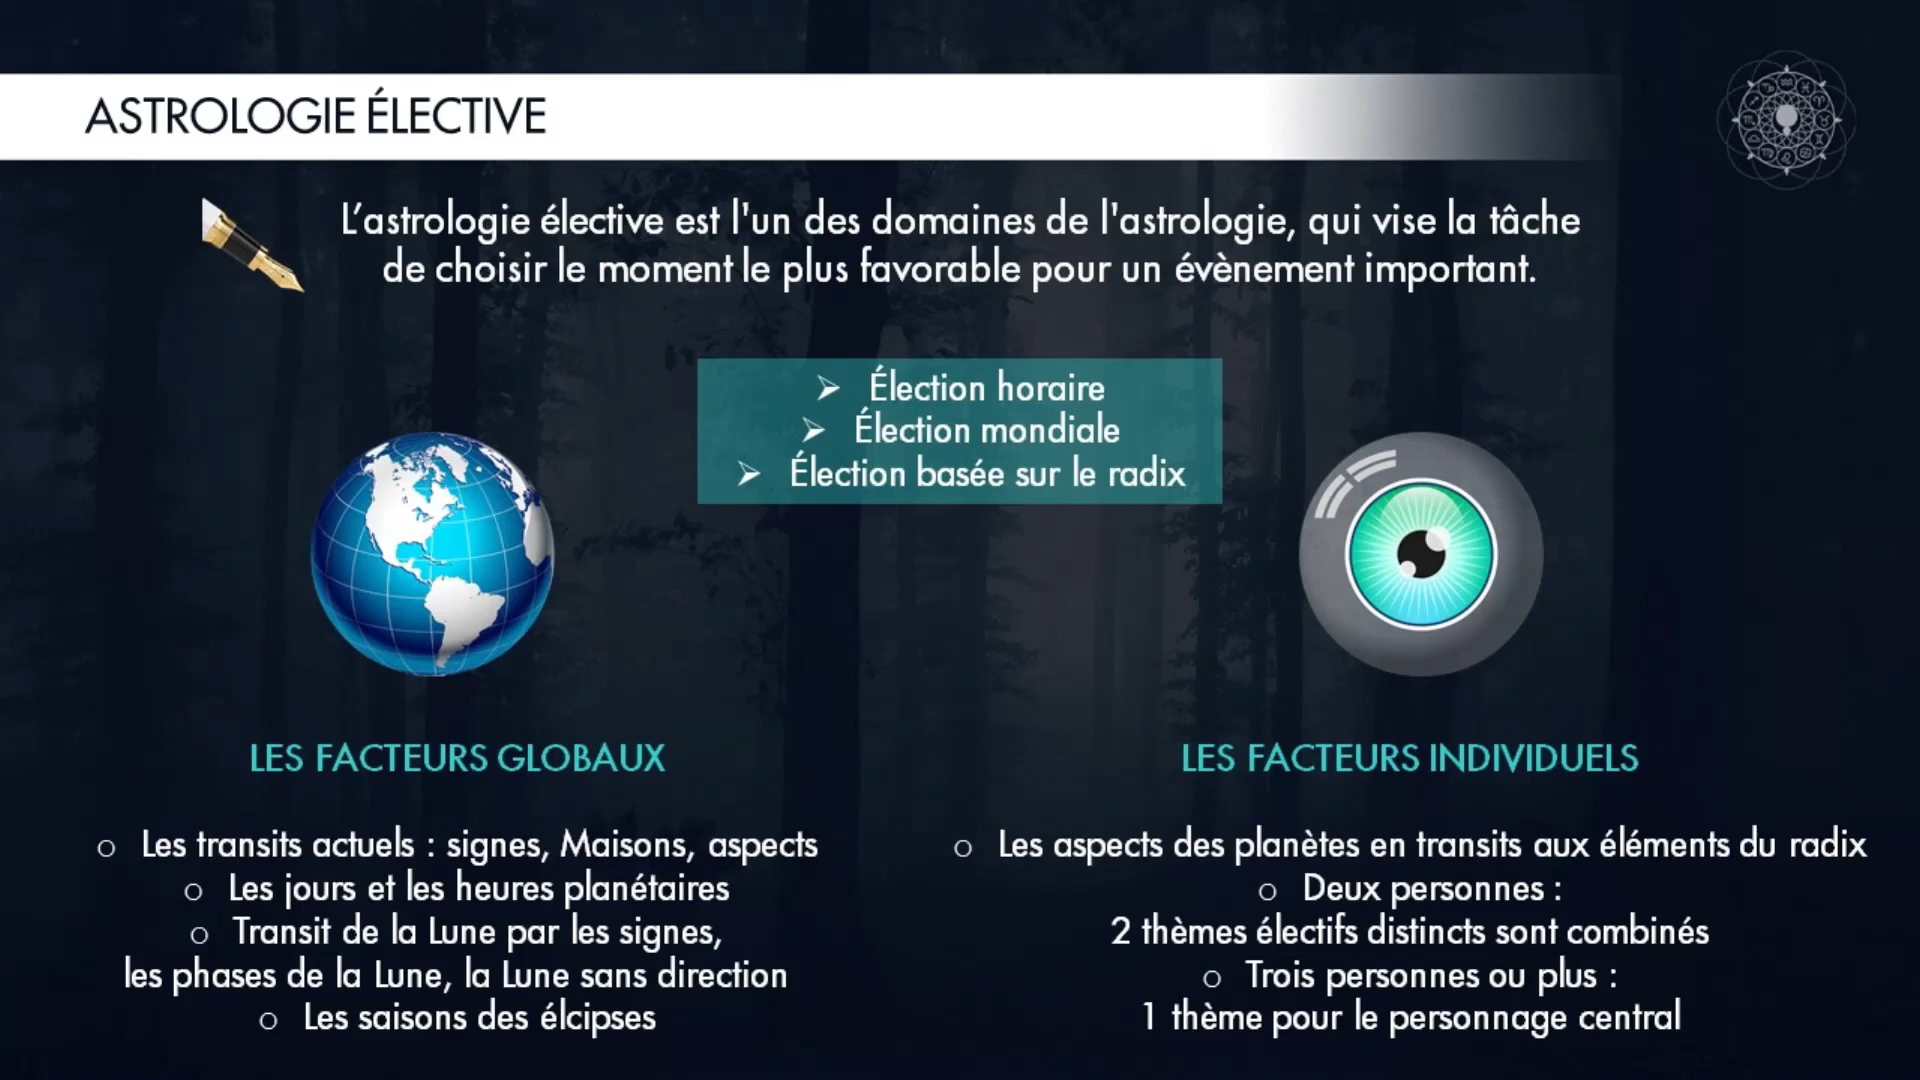 ASTROLOGIE ÉLECTIVE
L’astrologie élective est l'un des domaines de l'astrologie, qui vise la tâche
de choisir le moment le plus favorable pour un évènement important.
➢ Élection horaire
➢ Élection mondiale
➢ Élection basée sur le radix
LES FACTEURS GLOBAUX
o Les transits actuels : signes, Maisons, aspects
o Les jours et les heures planétaires
o Transit de la Lune par les signes,
les phases de la Lune, la Lune sans direction
o Les saisons des élcipses
LES FACTEURS INDIVIDUELS
o Les aspects des planètes en transits aux éléments du radix
o Deux personnes :
2 thèmes électifs distincts sont combinés
o Trois personnes ou plus :
1 thème pour le personnage central